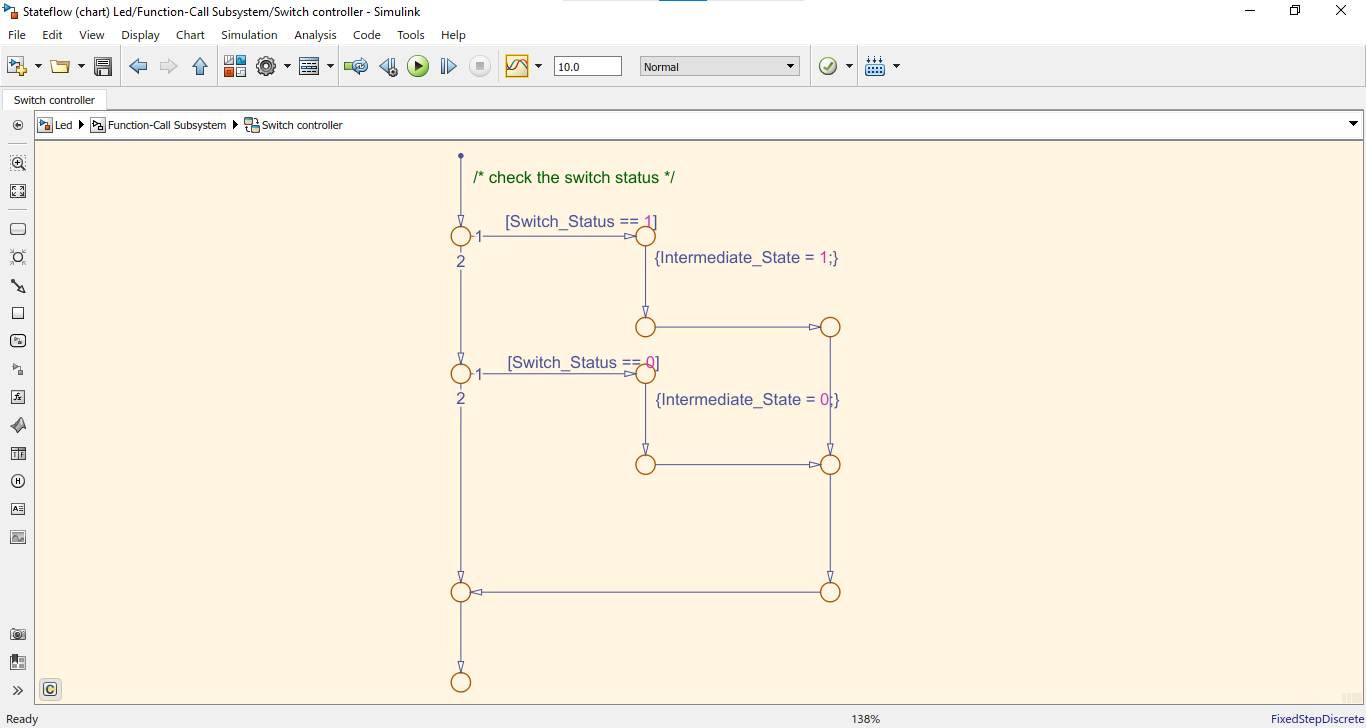 Stateflow (chart) Led/Function-Call Subsystem/Switch controller - Simulink
File Edit View Display Chart Simulation Analysis Code Tools Help
10.0 Normal
Switch controller
Led Function-Call Subsystem Switch controller
/* check the switch status */
[Switch_Status == 1]
1
2
{Intermediate_State = 1;}
[Switch_Status == 0]
1
2
{Intermediate_State = 0;}
C
Ready 138% FixedStepDiscrete